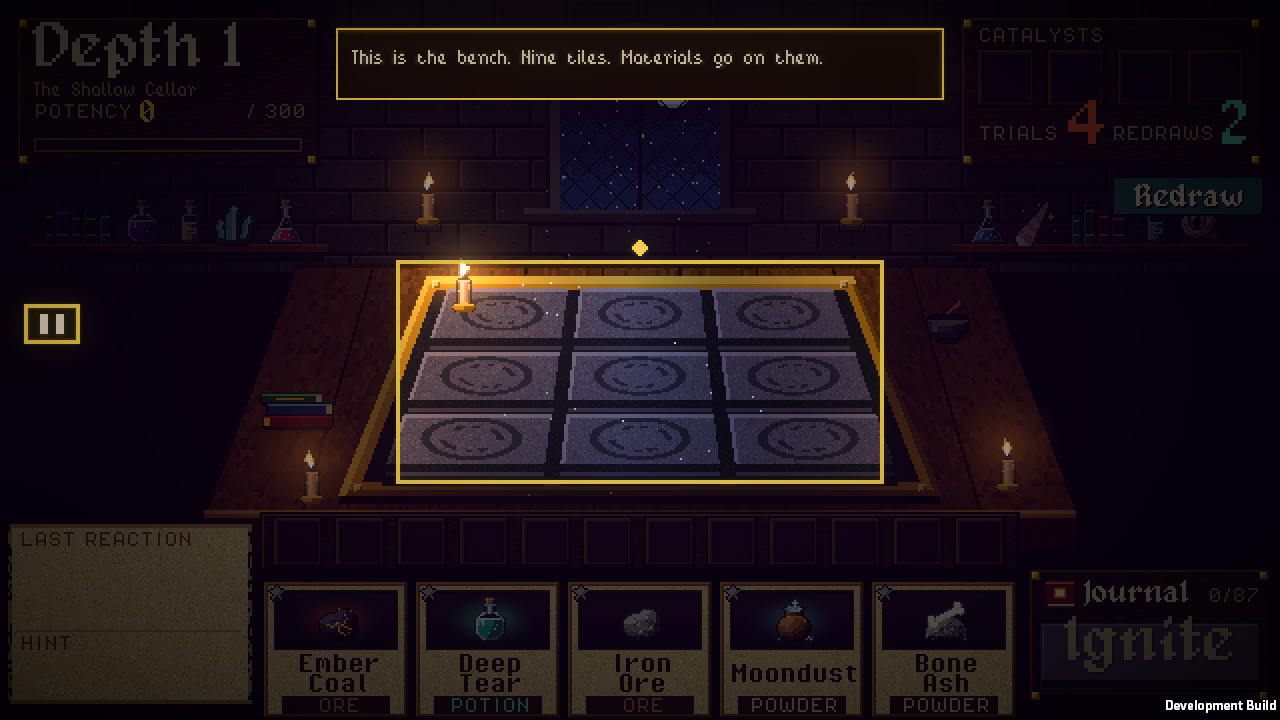 Depth 1
The Shallow Cellar
POTENCY 0 / 300
This is the bench. Nine tiles. Materials go on them.
CATALYSTS
TRIALS 4 REDRAWS 2
Redraw
LAST REACTION
HINT
Ember
Coal
ORE
Deep
Tear
POTION
Iron
Ore
ORE
Moondust
POWDER
Bone
Ash
POWDER
Journal 0/87
Ignite
Development Build